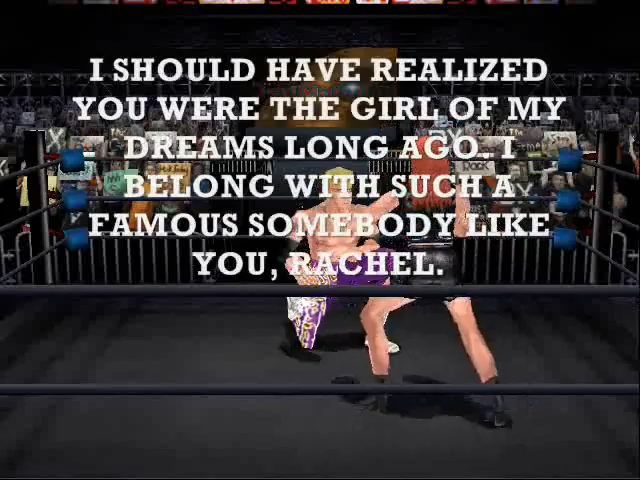 I SHOULD HAVE REALIZED
YOU WERE THE GIRL OF MY
DREAMS LONG AGO. I
BELONG WITH SUCH A
FAMOUS SOMEBODY LIKE
YOU, RACHEL.